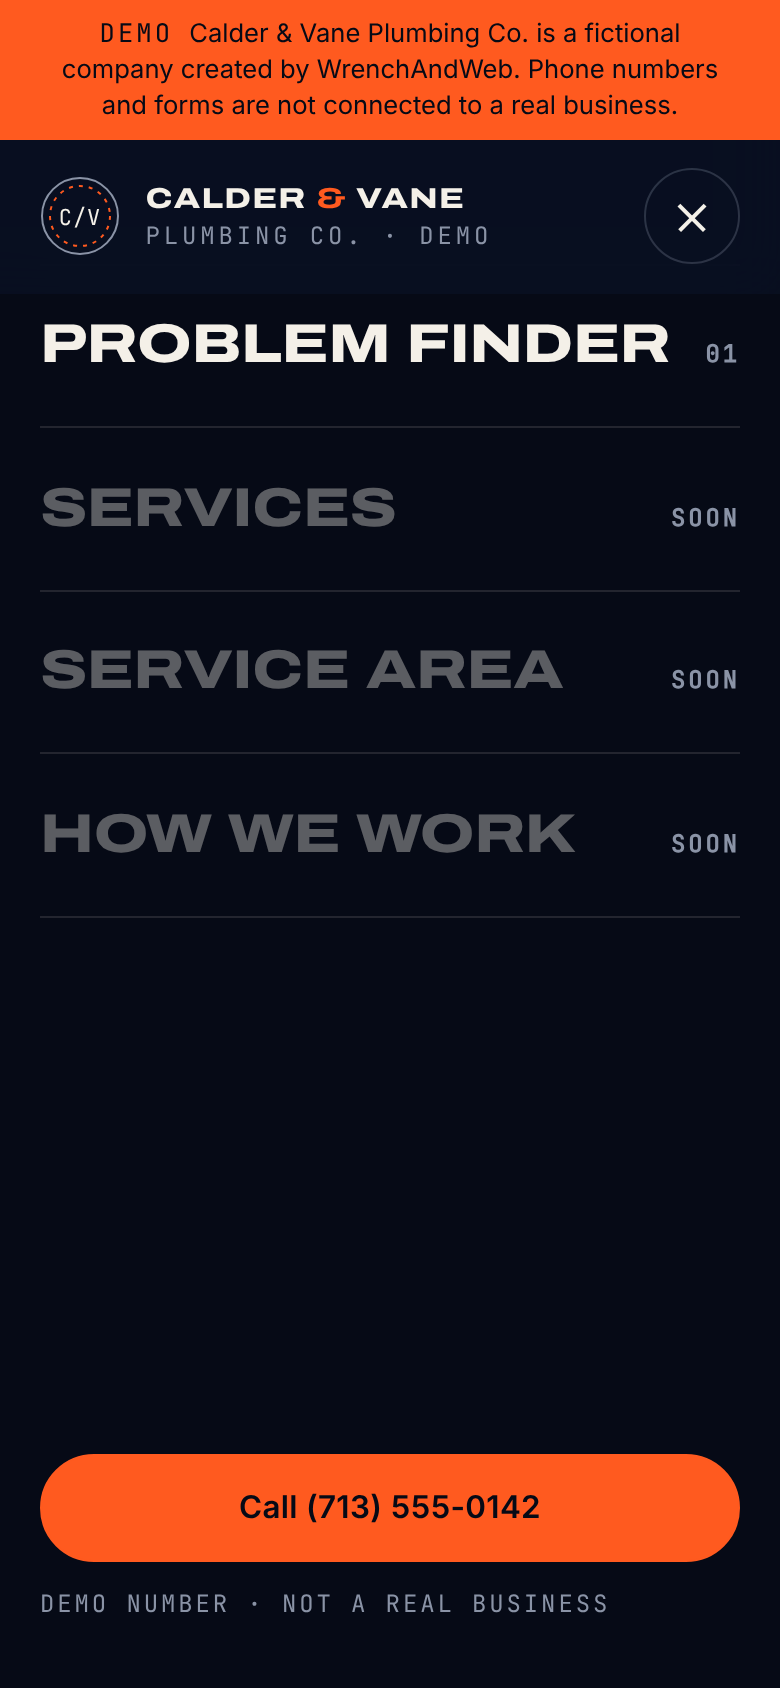 DEMO Calder & Vane Plumbing Co. is a fictional
company created by WrenchAndWeb. Phone numbers
and forms are not connected to a real business.
C/V
CALDER & VANE
PLUMBING CO. · DEMO
PROBLEM FINDER 01
SERVICES SOON
SERVICE AREA SOON
HOW WE WORK SOON
Call (713) 555-0142
DEMO NUMBER · NOT A REAL BUSINESS